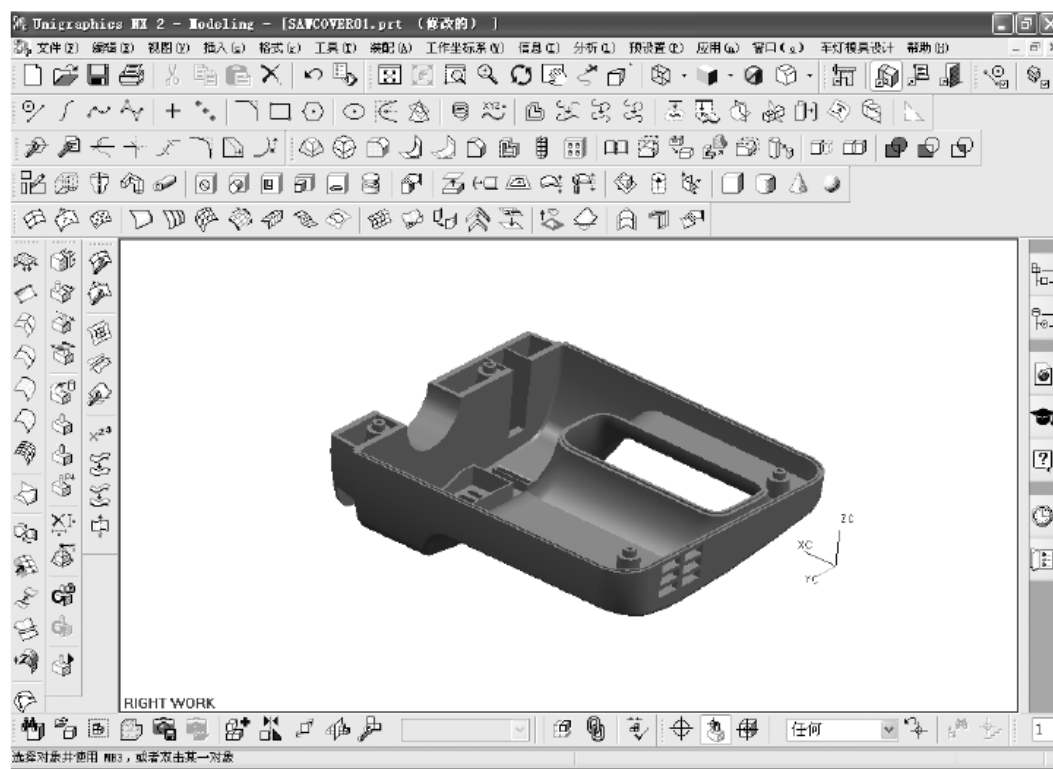 Unigraphics NX 2 - Modeling - [SAWCOVER01.prt （修改的） ]
文件(F) 编辑(E) 视图(V) 插入(S) 格式(R) 工具(T) 装配(A) 工作坐标系(W) 信息(I) 分析(L) 预设置(P) 应用(N) 窗口(O) 车灯模具设计 帮助(H)
ZC
XC
YC
RIGHT WORK
任何
1
选择对象并使用 MB3，或者双击某一对象